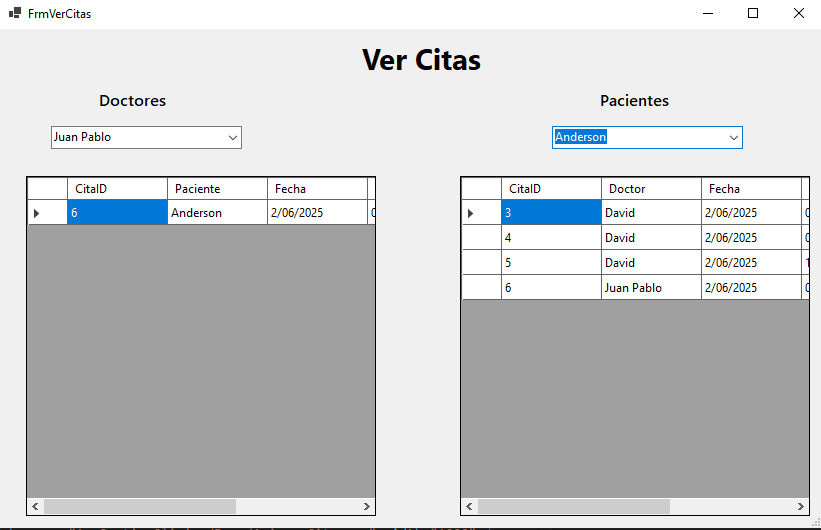 FrmVerCitas
Ver Citas
Doctores
Juan Pablo
CitaID Paciente Fecha
6 Anderson 2/06/2025
Pacientes
Anderson
CitaID Doctor Fecha
3 David 2/06/2025
4 David 2/06/2025
5 David 2/06/2025
6 Juan Pablo 2/06/2025